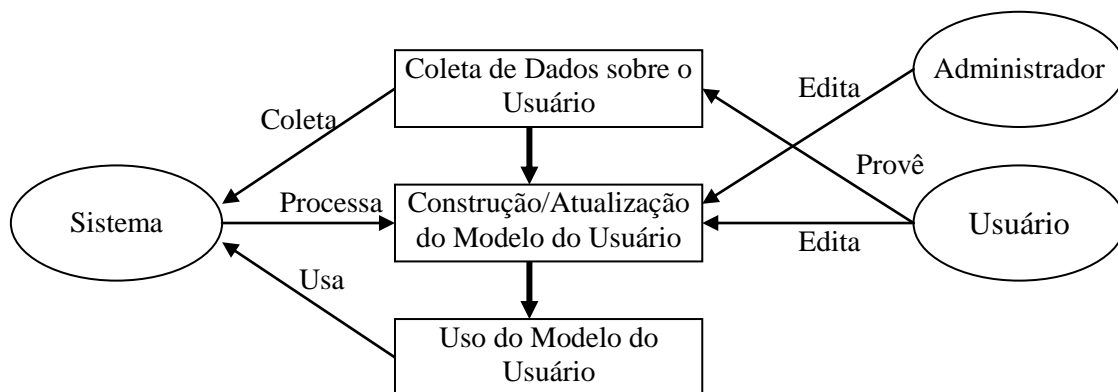 Coleta de Dados sobre o
Usuário
Administrador
Edita
Coleta
Provê
Sistema
Processa
Construção/Atualização
do Modelo do Usuário
Usuário
Edita
Usa
Uso do Modelo do
Usuário